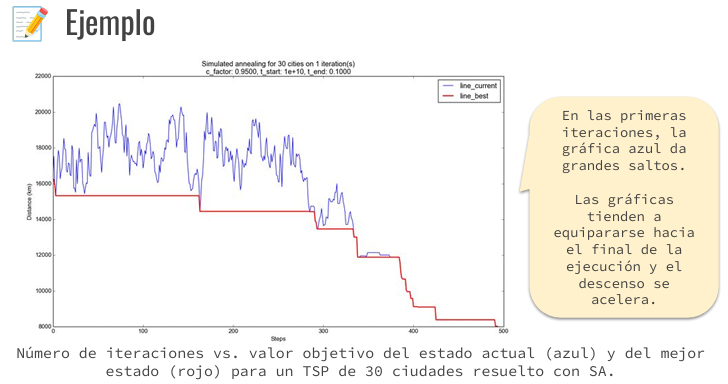 Ejemplo
Simulated annealing for 30 cities on 1 iteration(s)
c_factor: 0.9500, t_start: 1e+10, t_end: 0.1000
22000
20000
18000
16000
14000
12000
10000
8000
Distance (km)
line_current
line_best
0
100
200
300
400
500
Steps
En las primeras
iteraciones, la
gráfica azul da
grandes saltos.
Las gráficas
tienden a
equipararse hacia
el final de la
ejecución y el
descenso se
acelera.
Número de iteraciones vs. valor objetivo del estado actual (azul) y del mejor
estado (rojo) para un TSP de 30 ciudades resuelto con SA.